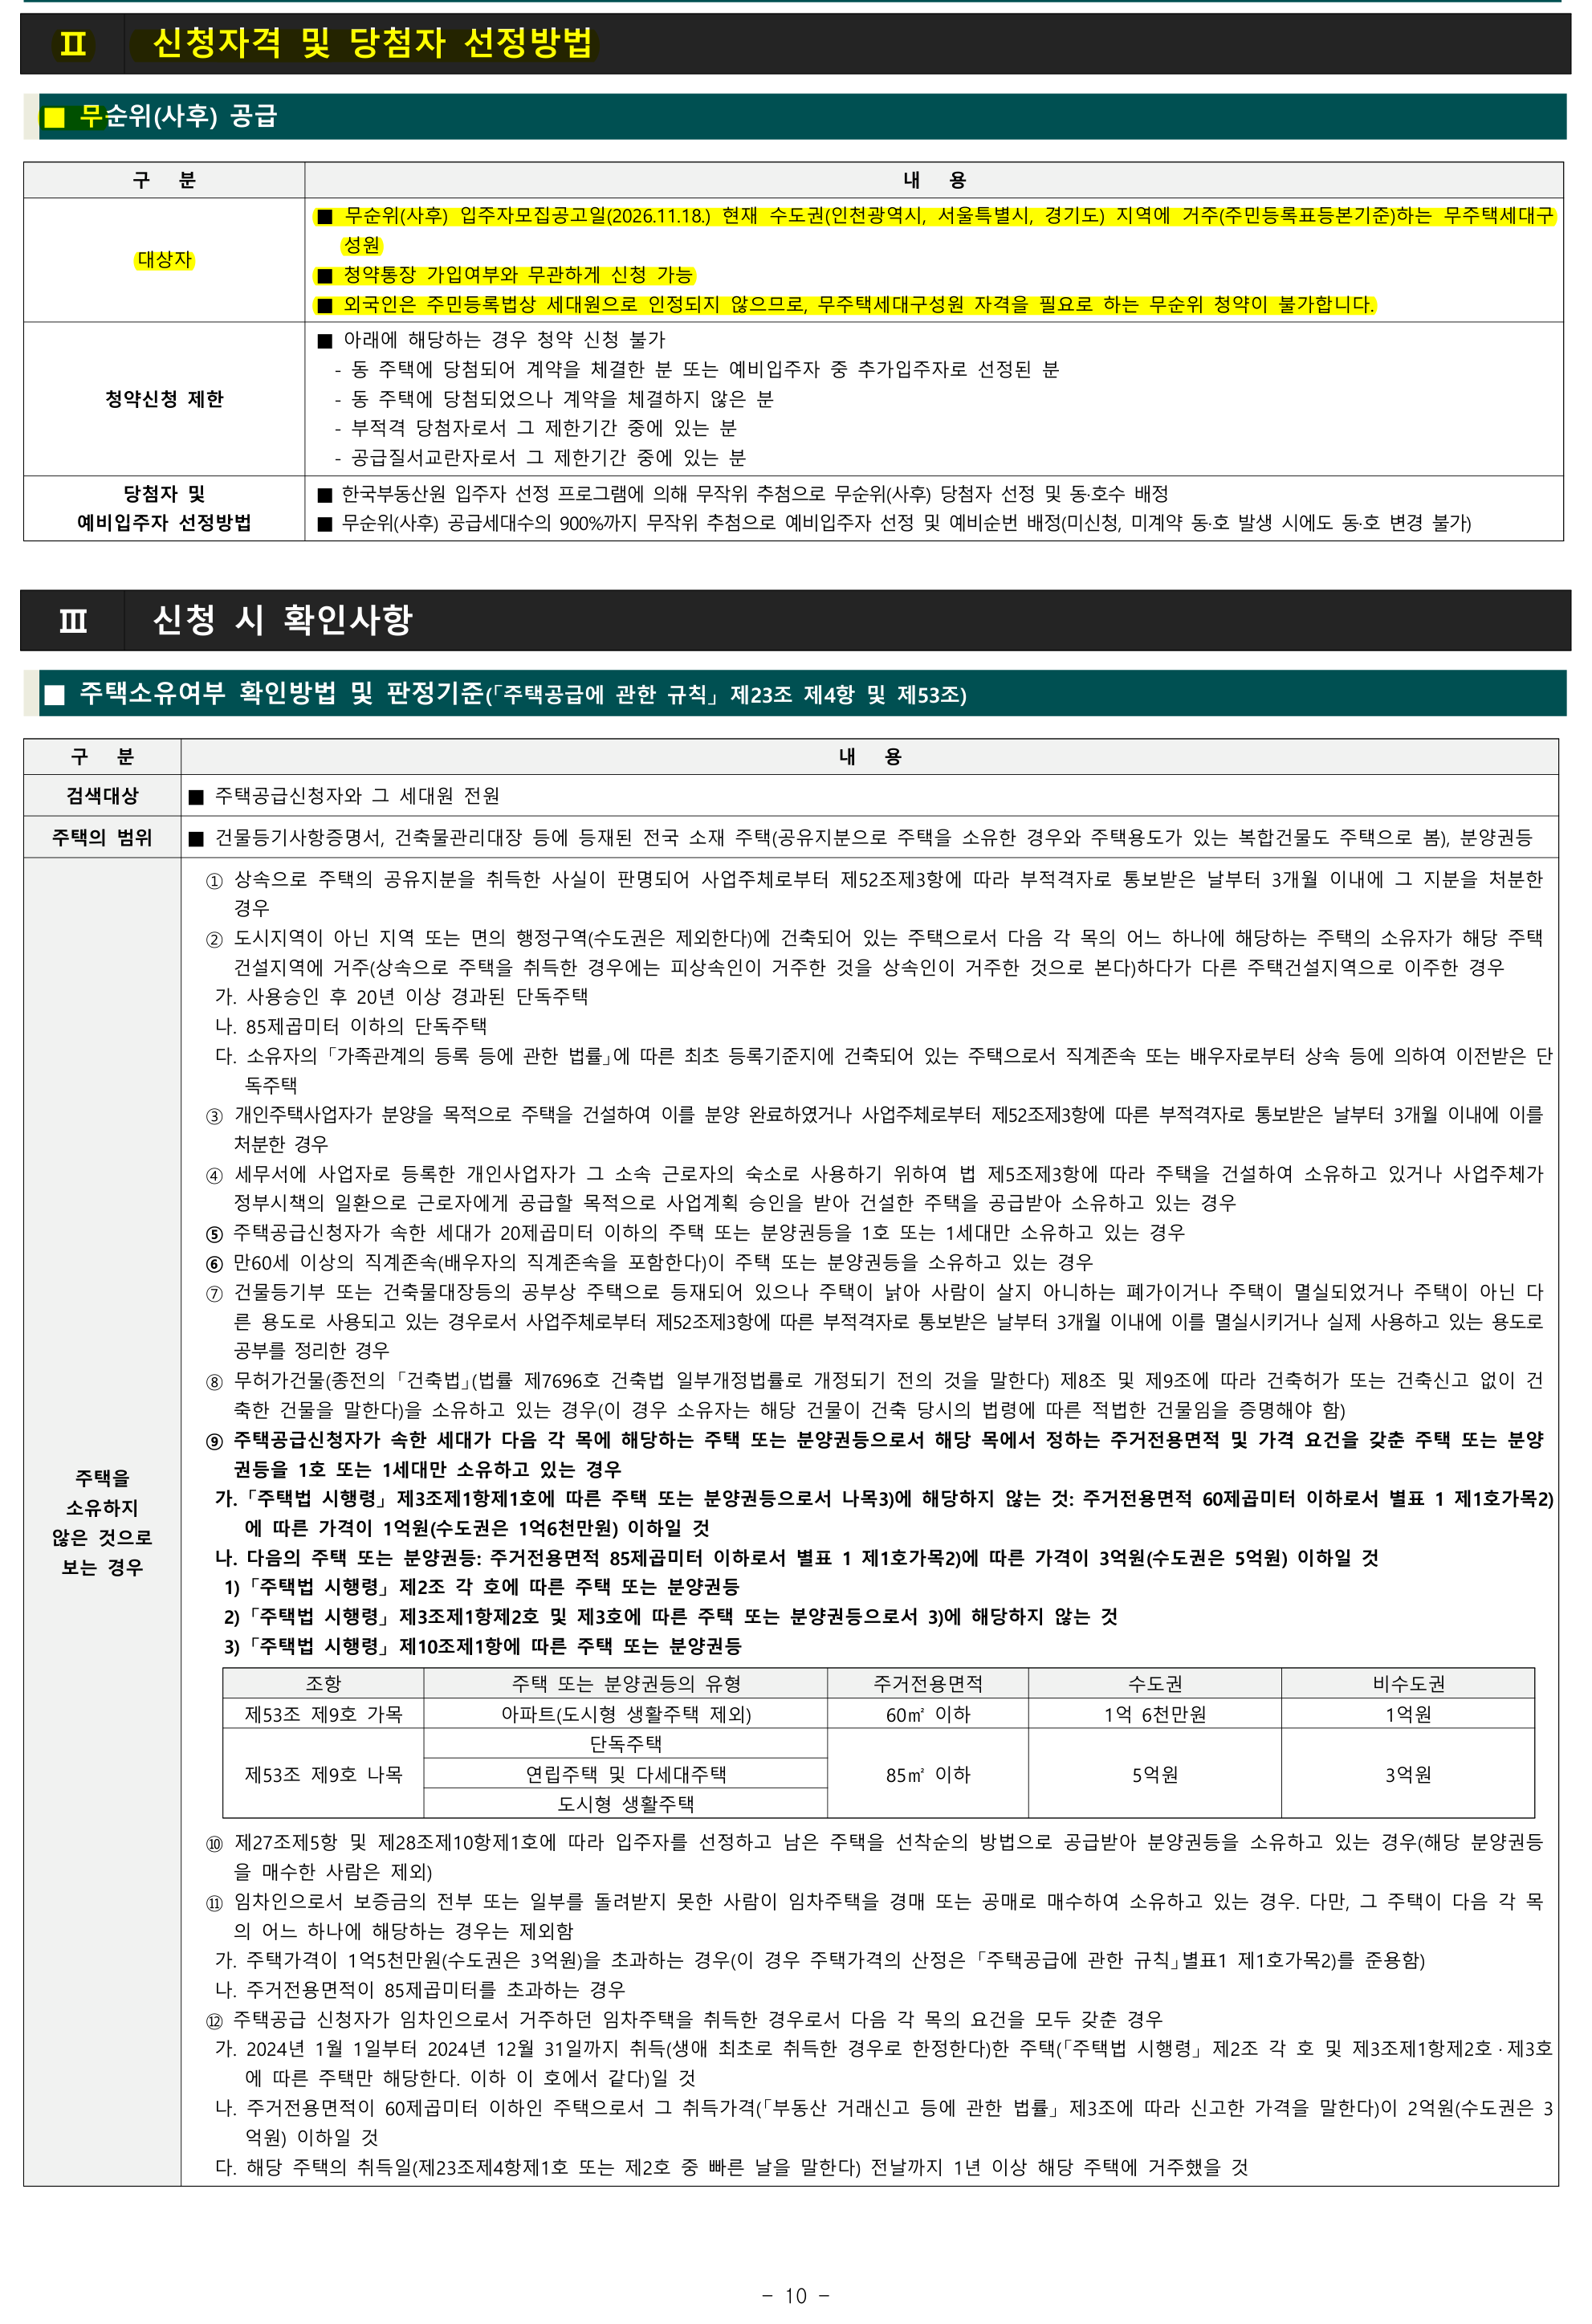 Ⅱ 신청자격 및 당첨자 선정방법
■ 무순위(사후) 공급
구 분 내 용
대상자
■ 무순위(사후) 입주자모집공고일(2026.11.18.) 현재 수도권(인천광역시, 서울특별시, 경기도) 지역에 거주(주민등록표등본기준)하는 무주택세대구
성원
■ 청약통장 가입여부와 무관하게 신청 가능
■ 외국인은 주민등록법상 세대원으로 인정되지 않으므로, 무주택세대구성원 자격을 필요로 하는 무순위 청약이 불가합니다.
청약신청 제한
■ 아래에 해당하는 경우 청약 신청 불가
- 동 주택에 당첨되어 계약을 체결한 분 또는 예비입주자 중 추가입주자로 선정된 분
- 동 주택에 당첨되었으나 계약을 체결하지 않은 분
- 부적격 당첨자로서 그 제한기간 중에 있는 분
- 공급질서교란자로서 그 제한기간 중에 있는 분
당첨자 및
예비입주자 선정방법
■ 한국부동산원 입주자 선정 프로그램에 의해 무작위 추첨으로 무순위(사후) 당첨자 선정 및 동·호수 배정
■ 무순위(사후) 공급세대수의 900%까지 무작위 추첨으로 예비입주자 선정 및 예비순번 배정(미신청, 미계약 동·호 발생 시에도 동·호 변경 불가)
Ⅲ 신청 시 확인사항
■ 주택소유여부 확인방법 및 판정기준(「주택공급에 관한 규칙」 제23조 제4항 및 제53조)
구 분 내 용
검색대상 ■ 주택공급신청자와 그 세대원 전원
주택의 범위 ■ 건물등기사항증명서, 건축물관리대장 등에 등재된 전국 소재 주택(공유지분으로 주택을 소유한 경우와 주택용도가 있는 복합건물도 주택으로 봄), 분양권등
주택을
소유하지
않은 것으로
보는 경우
① 상속으로 주택의 공유지분을 취득한 사실이 판명되어 사업주체로부터 제52조제3항에 따라 부적격자로 통보받은 날부터 3개월 이내에 그 지분을 처분한
경우
② 도시지역이 아닌 지역 또는 면의 행정구역(수도권은 제외한다)에 건축되어 있는 주택으로서 다음 각 목의 어느 하나에 해당하는 주택의 소유자가 해당 주택
건설지역에 거주(상속으로 주택을 취득한 경우에는 피상속인이 거주한 것을 상속인이 거주한 것으로 본다)하다가 다른 주택건설지역으로 이주한 경우
가. 사용승인 후 20년 이상 경과된 단독주택
나. 85제곱미터 이하의 단독주택
다. 소유자의 「가족관계의 등록 등에 관한 법률」에 따른 최초 등록기준지에 건축되어 있는 주택으로서 직계존속 또는 배우자로부터 상속 등에 의하여 이전받은 단
독주택
③ 개인주택사업자가 분양을 목적으로 주택을 건설하여 이를 분양 완료하였거나 사업주체로부터 제52조제3항에 따른 부적격자로 통보받은 날부터 3개월 이내에 이를
처분한 경우
④ 세무서에 사업자로 등록한 개인사업자가 그 소속 근로자의 숙소로 사용하기 위하여 법 제5조제3항에 따라 주택을 건설하여 소유하고 있거나 사업주체가
정부시책의 일환으로 근로자에게 공급할 목적으로 사업계획 승인을 받아 건설한 주택을 공급받아 소유하고 있는 경우
⑤ 주택공급신청자가 속한 세대가 20제곱미터 이하의 주택 또는 분양권등을 1호 또는 1세대만 소유하고 있는 경우
⑥ 만60세 이상의 직계존속(배우자의 직계존속을 포함한다)이 주택 또는 분양권등을 소유하고 있는 경우
⑦ 건물등기부 또는 건축물대장등의 공부상 주택으로 등재되어 있으나 주택이 낡아 사람이 살지 아니하는 폐가이거나 주택이 멸실되었거나 주택이 아닌 다
른 용도로 사용되고 있는 경우로서 사업주체로부터 제52조제3항에 따른 부적격자로 통보받은 날부터 3개월 이내에 이를 멸실시키거나 실제 사용하고 있는 용도로
공부를 정리한 경우
⑧ 무허가건물(종전의 「건축법」(법률 제7696호 건축법 일부개정법률로 개정되기 전의 것을 말한다) 제8조 및 제9조에 따라 건축허가 또는 건축신고 없이 건
축한 건물을 말한다)을 소유하고 있는 경우(이 경우 소유자는 해당 건물이 건축 당시의 법령에 따른 적법한 건물임을 증명해야 함)
⑨ 주택공급신청자가 속한 세대가 다음 각 목에 해당하는 주택 또는 분양권등으로서 해당 목에서 정하는 주거전용면적 및 가격 요건을 갖춘 주택 또는 분양
권등을 1호 또는 1세대만 소유하고 있는 경우
가. 「주택법 시행령」 제3조제1항제1호에 따른 주택 또는 분양권등으로서 나목3)에 해당하지 않는 것: 주거전용면적 60제곱미터 이하로서 별표 1 제1호가목2)
에 따른 가격이 1억원(수도권은 1억6천만원) 이하일 것
나. 다음의 주택 또는 분양권등: 주거전용면적 85제곱미터 이하로서 별표 1 제1호가목2)에 따른 가격이 3억원(수도권은 5억원) 이하일 것
1) 「주택법 시행령」 제2조 각 호에 따른 주택 또는 분양권등
2) 「주택법 시행령」 제3조제1항제2호 및 제3호에 따른 주택 또는 분양권등으로서 3)에 해당하지 않는 것
3) 「주택법 시행령」 제10조제1항에 따른 주택 또는 분양권등
조항 주택 또는 분양권등의 유형 주거전용면적 수도권 비수도권
제53조 제9호 가목 아파트(도시형 생활주택 제외) 60㎡ 이하 1억 6천만원 1억원
단독주택
제53조 제9호 나목 연립주택 및 다세대주택 85㎡ 이하 5억원 3억원
도시형 생활주택
⑩ 제27조제5항 및 제28조제10항제1호에 따라 입주자를 선정하고 남은 주택을 선착순의 방법으로 공급받아 분양권등을 소유하고 있는 경우(해당 분양권등
을 매수한 사람은 제외)
⑪ 임차인으로서 보증금의 전부 또는 일부를 돌려받지 못한 사람이 임차주택을 경매 또는 공매로 매수하여 소유하고 있는 경우. 다만, 그 주택이 다음 각 목
의 어느 하나에 해당하는 경우는 제외함
가. 주택가격이 1억5천만원(수도권은 3억원)을 초과하는 경우(이 경우 주택가격의 산정은 「주택공급에 관한 규칙」별표1 제1호가목2)를 준용함)
나. 주거전용면적이 85제곱미터를 초과하는 경우
⑫ 주택공급 신청자가 임차인으로서 거주하던 임차주택을 취득한 경우로서 다음 각 목의 요건을 모두 갖춘 경우
가. 2024년 1월 1일부터 2024년 12월 31일까지 취득(생애 최초로 취득한 경우로 한정한다)한 주택(「주택법 시행령」 제2조 각 호 및 제3조제1항제2호·제3호
에 따른 주택만 해당한다. 이하 이 호에서 같다)일 것
나. 주거전용면적이 60제곱미터 이하인 주택으로서 그 취득가격(「부동산 거래신고 등에 관한 법률」 제3조에 따라 신고한 가격을 말한다)이 2억원(수도권은 3
억원) 이하일 것
다. 해당 주택의 취득일(제23조제4항제1호 또는 제2호 중 빠른 날을 말한다) 전날까지 1년 이상 해당 주택에 거주했을 것
- 10 -